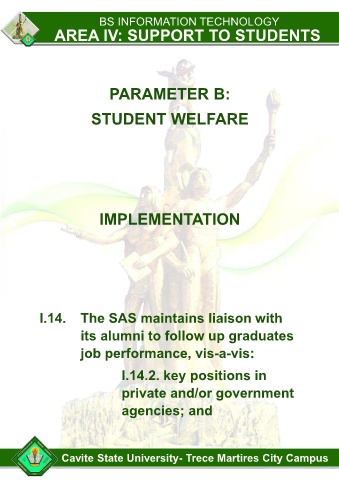 BS INFORMATION TECHNOLOGY
AREA IV: SUPPORT TO STUDENTS
PARAMETER B:
STUDENT WELFARE
IMPLEMENTATION
I.14. The SAS maintains liaison with
its alumni to follow up graduates
job performance, vis-a-vis:
I.14.2. key positions in
private and/or government
agencies; and
Cavite State University- Trece Martires City Campus